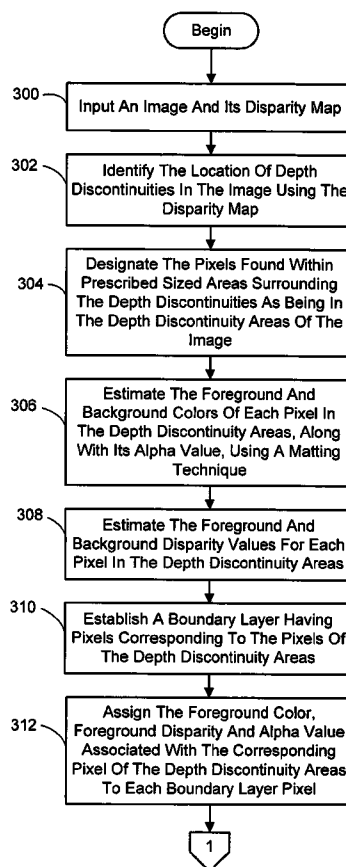 Begin
300
Input An Image And Its Disparity Map
302
Identify The Location Of Depth
Discontinuities In The Image Using The
Disparity Map
304
Designate The Pixels Found Within
Prescribed Sized Areas Surrounding
The Depth Discontinuities As Being In
The Depth Discontinuity Areas Of The
Image
306
Estimate The Foreground And
Background Colors Of Each Pixel In
The Depth Discontinuity Areas, Along
With Its Alpha Value, Using A Matting
Technique
308
Estimate The Foreground And
Background Disparity Values For Each
Pixel In The Depth Discontinuity Areas
310
Establish A Boundary Layer Having
Pixels Corresponding To The Pixels Of
The Depth Discontinuity Areas
312
Assign The Foreground Color,
Foreground Disparity And Alpha Value
Associated With The Corresponding
Pixel Of The Depth Discontinuity Areas
To Each Boundary Layer Pixel
1